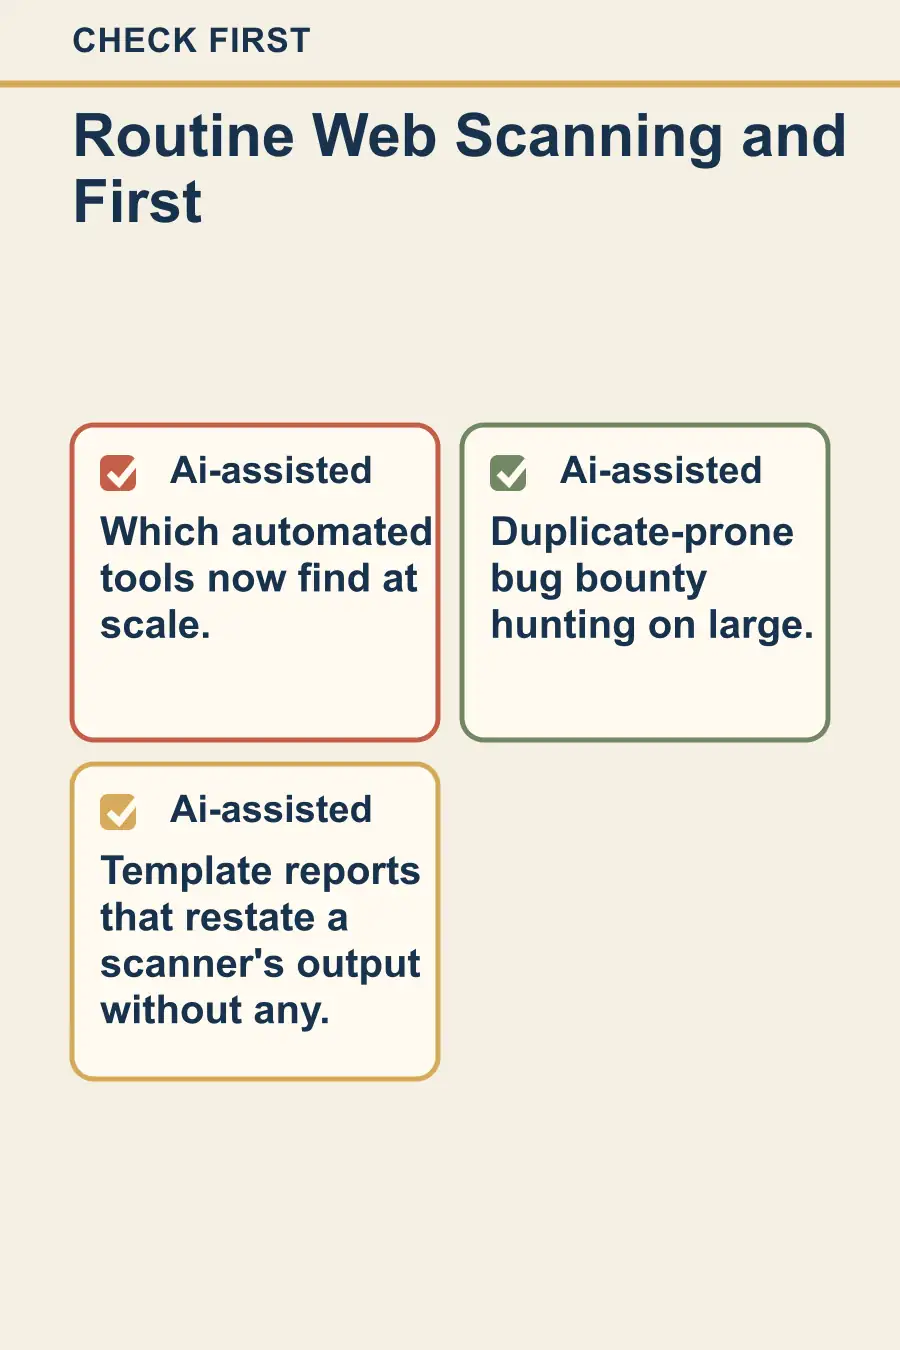 CHECK FIRST
Routine Web Scanning and
First
Ai-assisted
Which automated
tools now find at
scale.
Ai-assisted
Duplicate-prone
bug bounty
hunting on large.
Ai-assisted
Template reports
that restate a
scanner's output
without any.